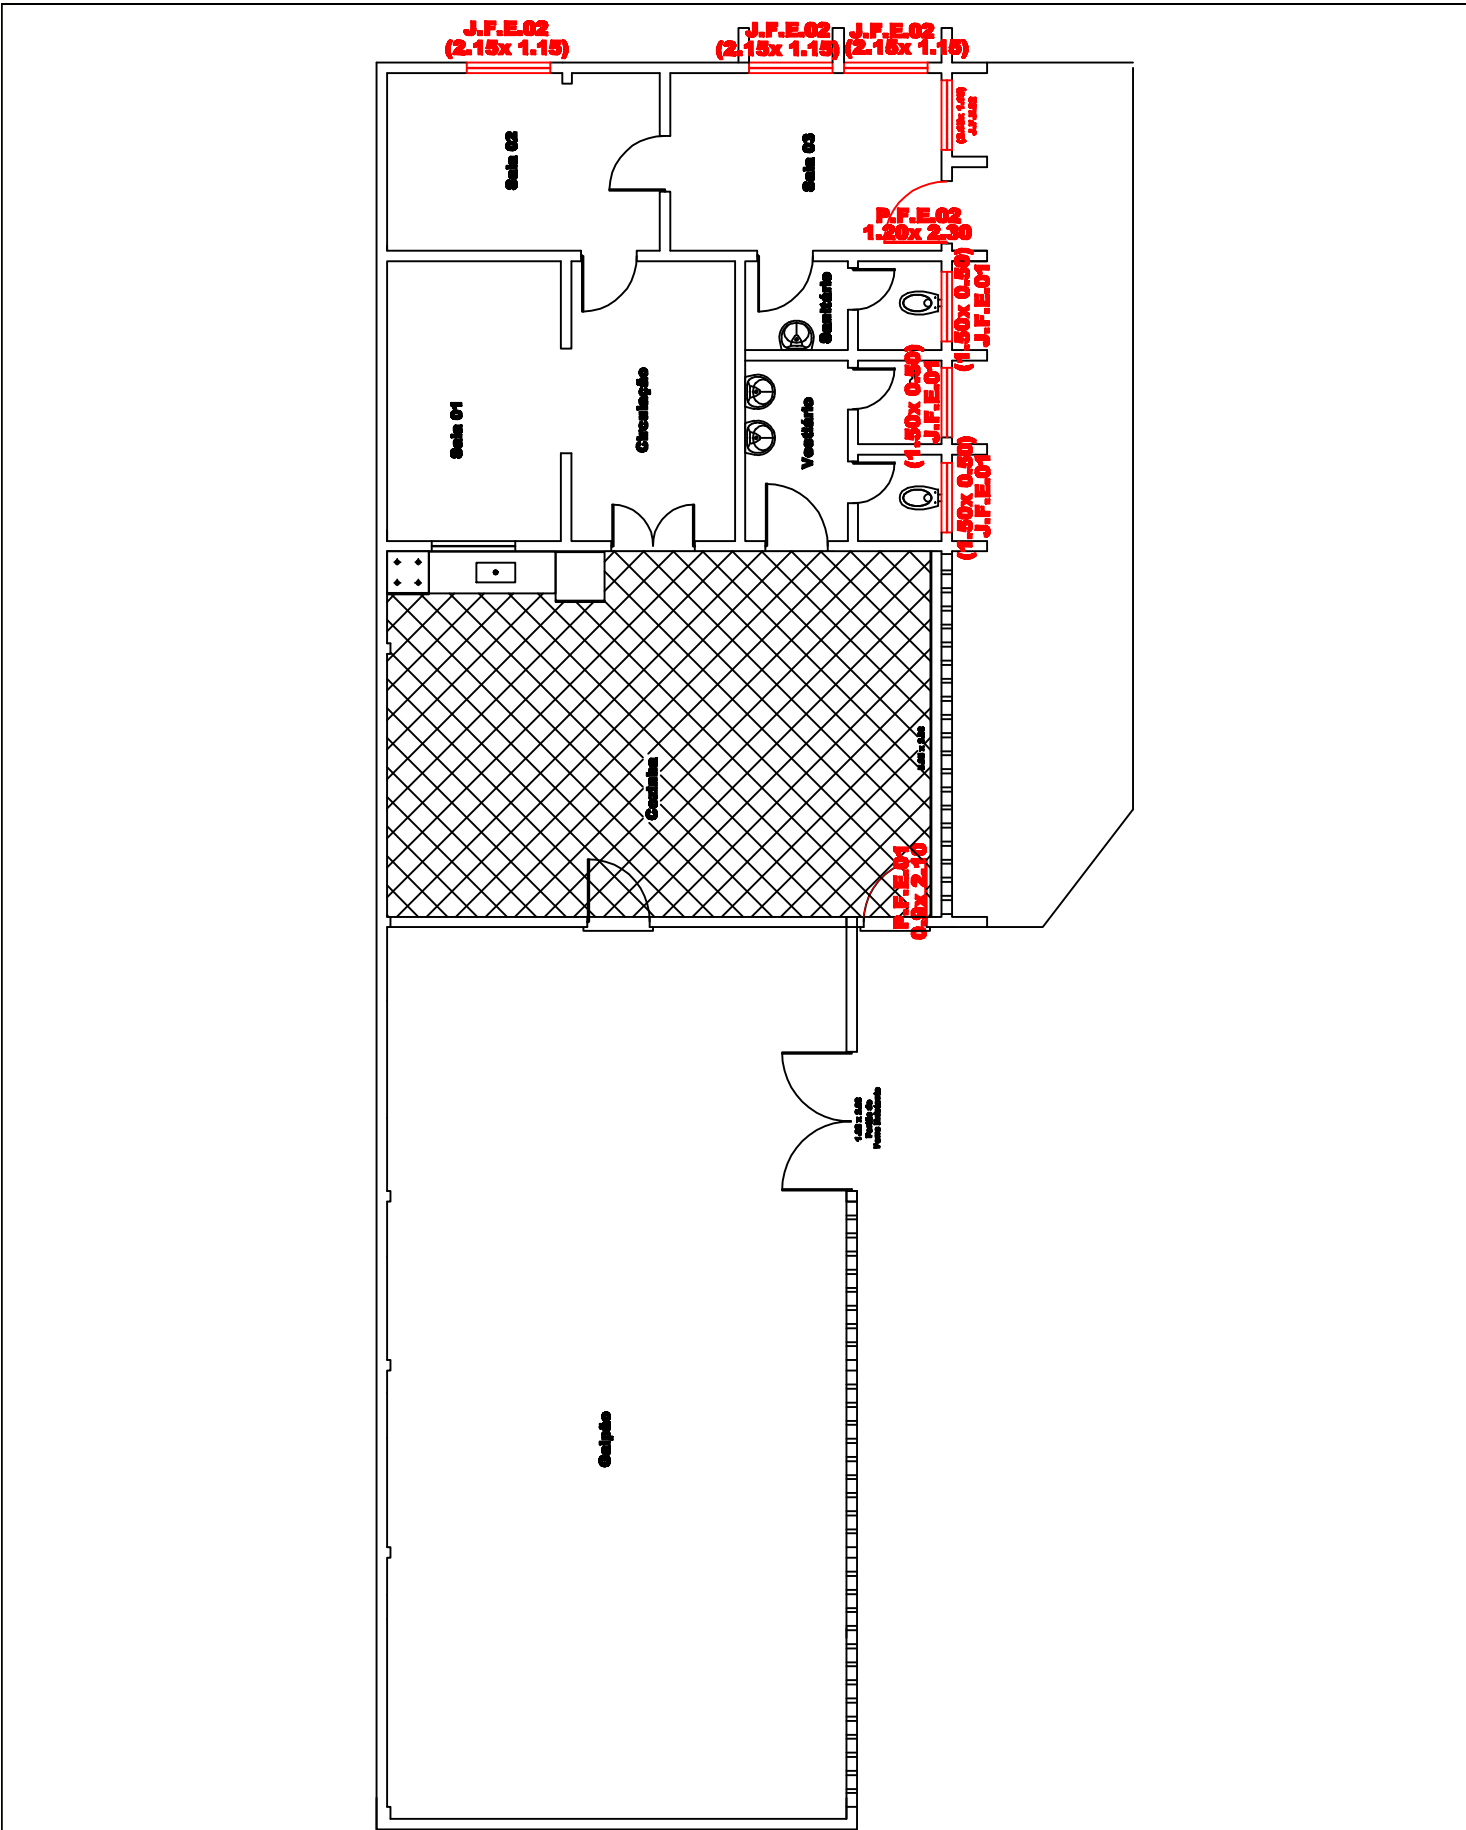 J.F.E.02
(2.15x 1.15)
J.F.E.02
(2.15x 1.15)
J.F.E.02
(2.15x 1.15)
Sala 02
Sala 03
P.F.E.02
1.20x 2.30
(1.50x 0.50)
J.F.E.01
Sanitário
(1.50x 0.50)
J.F.E.01
Sala 01
Circulação
Vestiário
(1.50x 0.50)
J.F.E.01
Cozinha
P.F.E.01
0.9x 2.10
Galpão